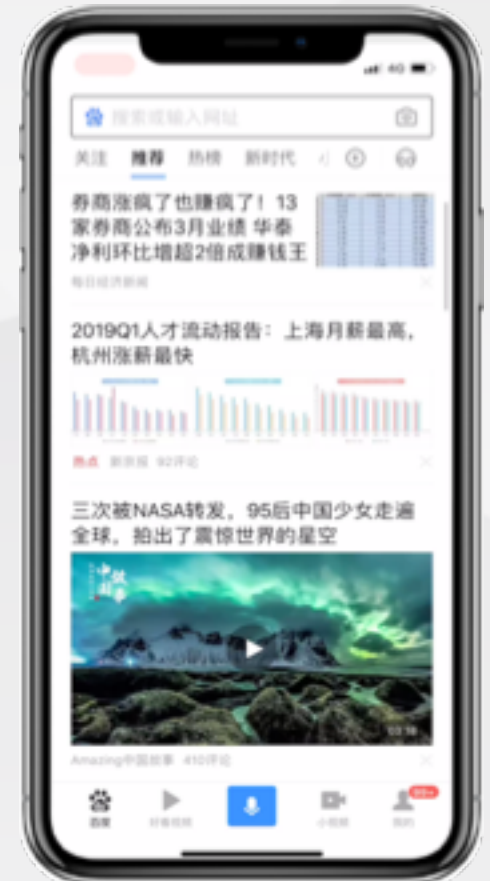 4G
搜索或输入网址
关注 推荐 热榜 新时代
券商涨疯了也赚疯了！13
家券商公布3月业绩 华泰
净利环比增超2倍成赚钱王
每日经济新闻
2019Q1人才流动报告：上海月薪最高，
杭州涨薪最快
热点 新京报 92评论
三次被NASA转发，95后中国少女走遍
全球，拍出了震惊世界的星空
中国故事
03:18
Amazing中国故事 410评论
99+
百度 好看视频 小视频 我的